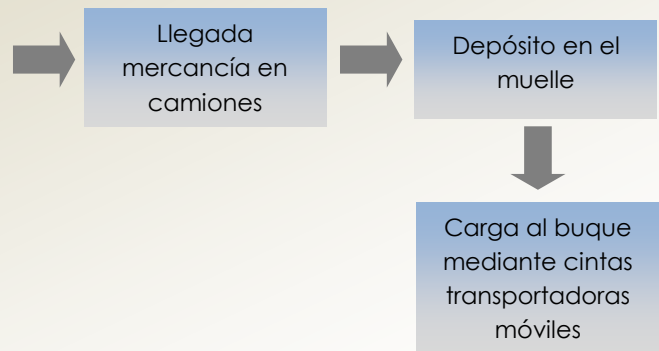 Llegada
mercancía en
camiones
Depósito en el
muelle
Carga al buque
mediante cintas
transportadoras
móviles